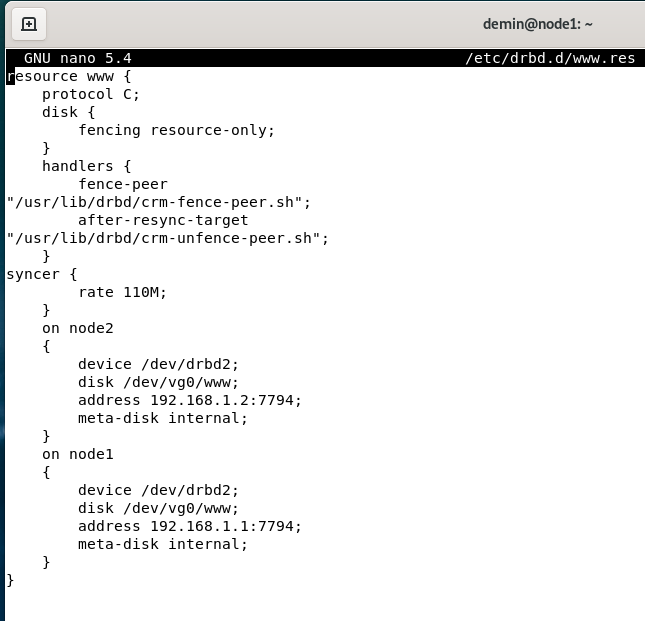 demin@node1: ~
GNU nano 5.4 /etc/drbd.d/www.res
resource www {
    protocol C;
    disk {
        fencing resource-only;
    }
    handlers {
        fence-peer
"/usr/lib/drbd/crm-fence-peer.sh";
        after-resync-target
"/usr/lib/drbd/crm-unfence-peer.sh";
    }
syncer {
        rate 110M;
    }
    on node2
    {
        device /dev/drbd2;
        disk /dev/vg0/www;
        address 192.168.1.2:7794;
        meta-disk internal;
    }
    on node1
    {
        device /dev/drbd2;
        disk /dev/vg0/www;
        address 192.168.1.1:7794;
        meta-disk internal;
    }
}